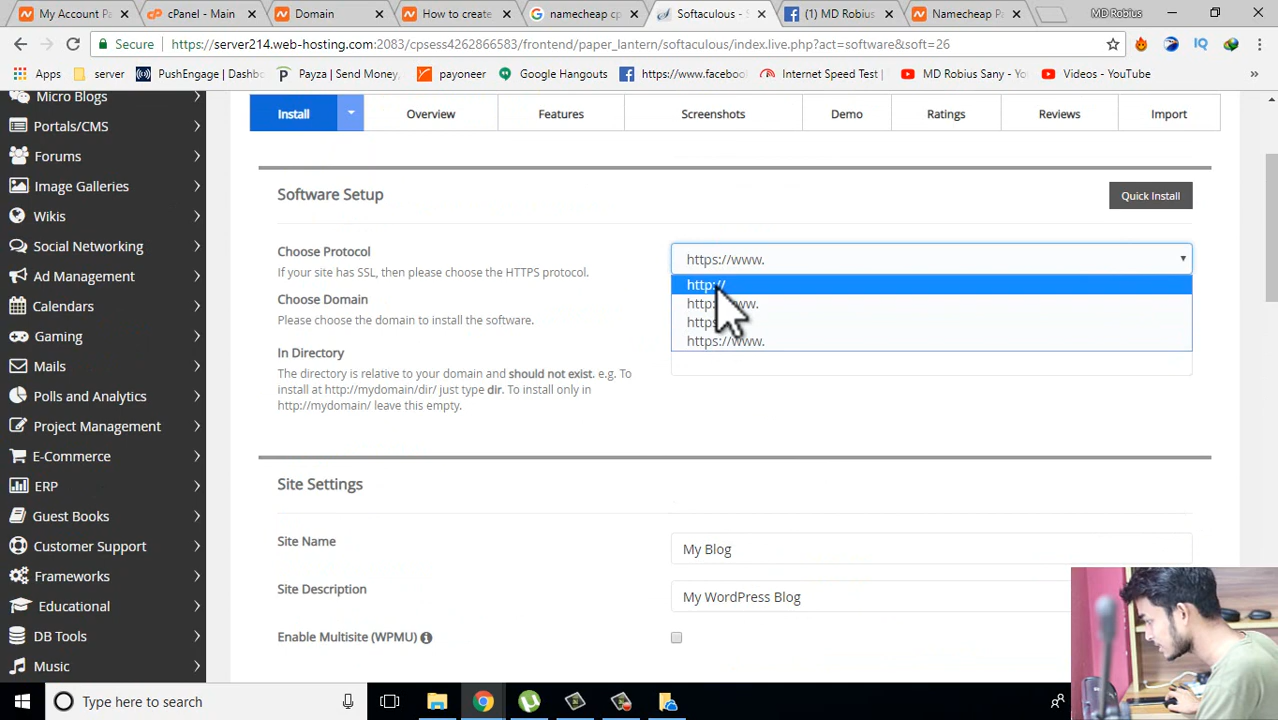 My Account Pa
cPanel - Main
Domain
How to create
namecheap cp
Softaculous - S
(1) MD Robius
Namecheap P
MD Robius
Secure
https://server214.web-hosting.com:2083/cpsess4262866583/frontend/paper_lantern/softaculous/index.live.php?act=software&soft=26
Apps
server
PushEngage | Dashb
Payza | Send Money,
payoneer
Google Hangouts
https://www.faceboo
Internet Speed Test |
MD Robius Sany - Yo
Videos - YouTube
Micro Blogs
Portals/CMS
Forums
Image Galleries
Wikis
Social Networking
Ad Management
Calendars
Gaming
Mails
Polls and Analytics
Project Management
E-Commerce
ERP
Guest Books
Customer Support
Frameworks
Educational
DB Tools
Music
Install
Overview
Features
Screenshots
Demo
Ratings
Reviews
Import
Software Setup
Quick Install
Choose Protocol
If your site has SSL, then please choose the HTTPS protocol.
https://www.
http://
https://www.
Choose Domain
Please choose the domain to install the software.
In Directory
The directory is relative to your domain and should not exist. e.g. To
install at http://mydomain/dir/ just type dir. To install only in
http://mydomain/ leave this empty.
Site Settings
Site Name
My Blog
Site Description
My WordPress Blog
Enable Multisite (WPMU)
Type here to search